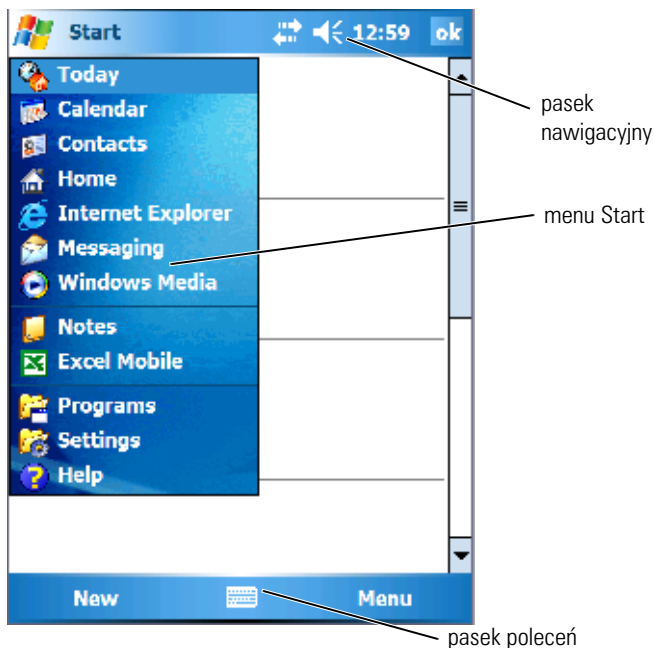 Start 12:59 ok
Today
Calendar
Contacts
Home
Internet Explorer
Messaging
Windows Media
Notes
Excel Mobile
Programs
Settings
Help
New Menu
pasek
nawigacyjny
menu Start
pasek poleceń